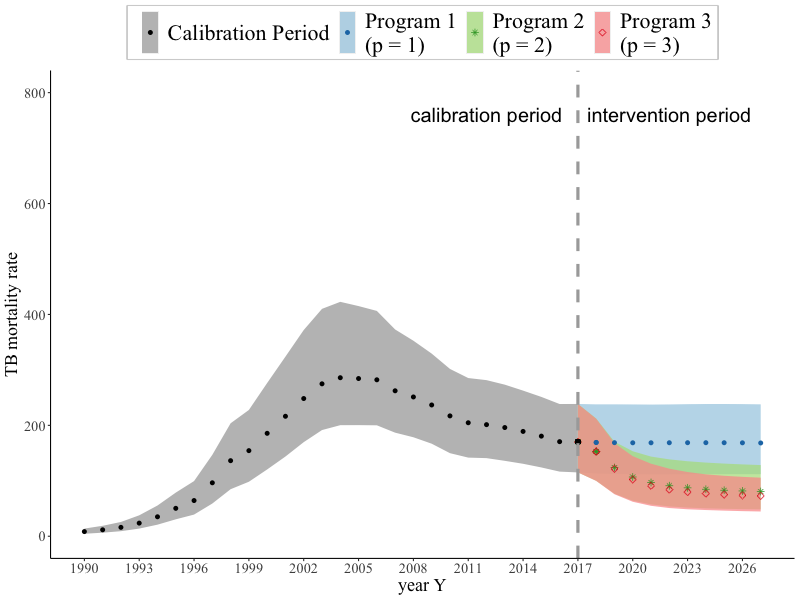 Calibration Period
Program 1
(p = 1)
Program 2
(p = 2)
Program 3
(p = 3)
calibration period
intervention period
TB mortality rate
800
600
400
200
0
1990 1993 1996 1999 2002 2005 2008 2011 2014 2017 2020 2023 2026
year Y